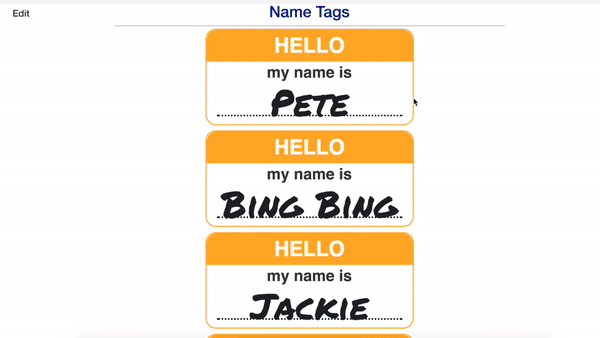 Edit
Name Tags
HELLO
my name is
Pete
HELLO
my name is
Bing Bing
HELLO
my name is
Jackie